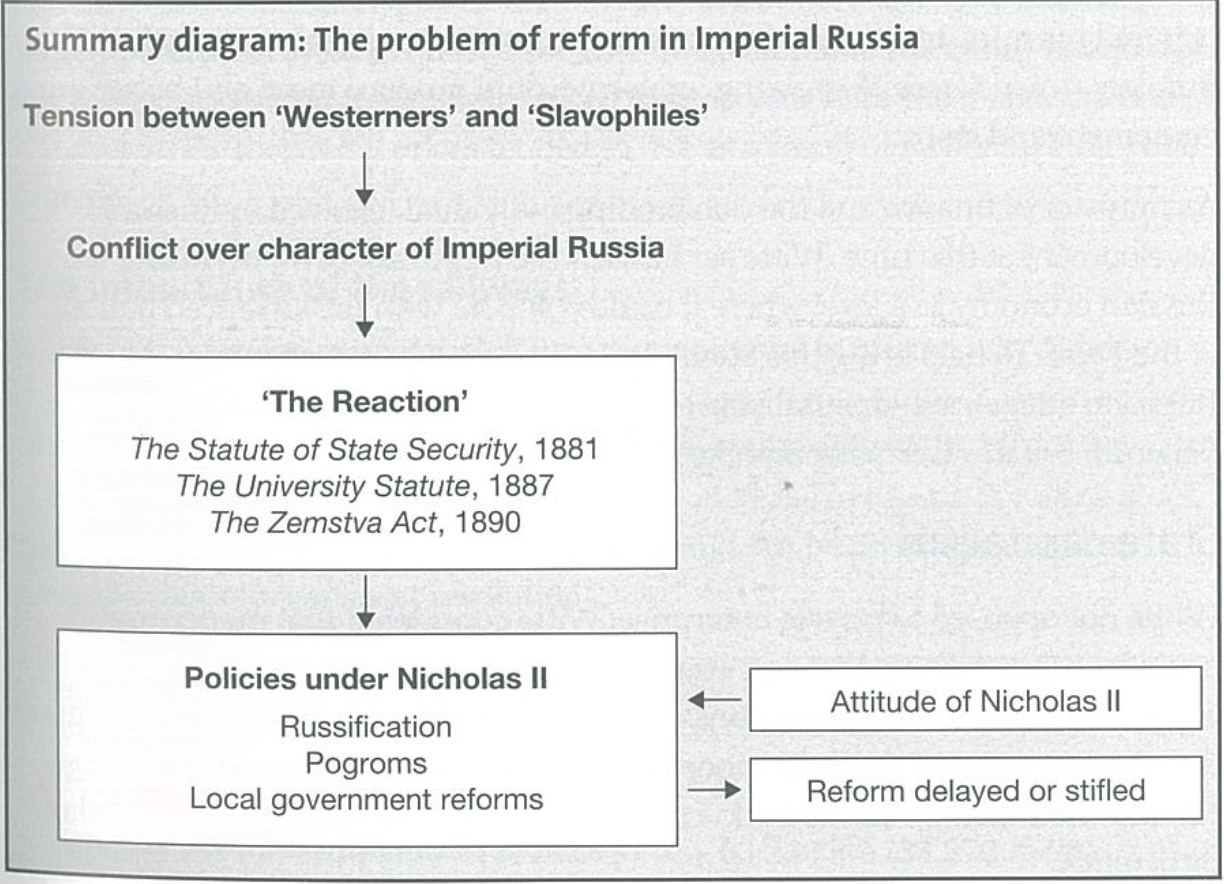 Summary diagram: The problem of reform in Imperial Russia
Tension between ‘Westerners’ and ‘Slavophiles’
Conflict over character of Imperial Russia
‘The Reaction’
The Statute of State Security, 1881
The University Statute, 1887
The Zemstva Act, 1890
Policies under Nicholas II
Russification
Pogroms
Local government reforms
Attitude of Nicholas II
Reform delayed or stifled